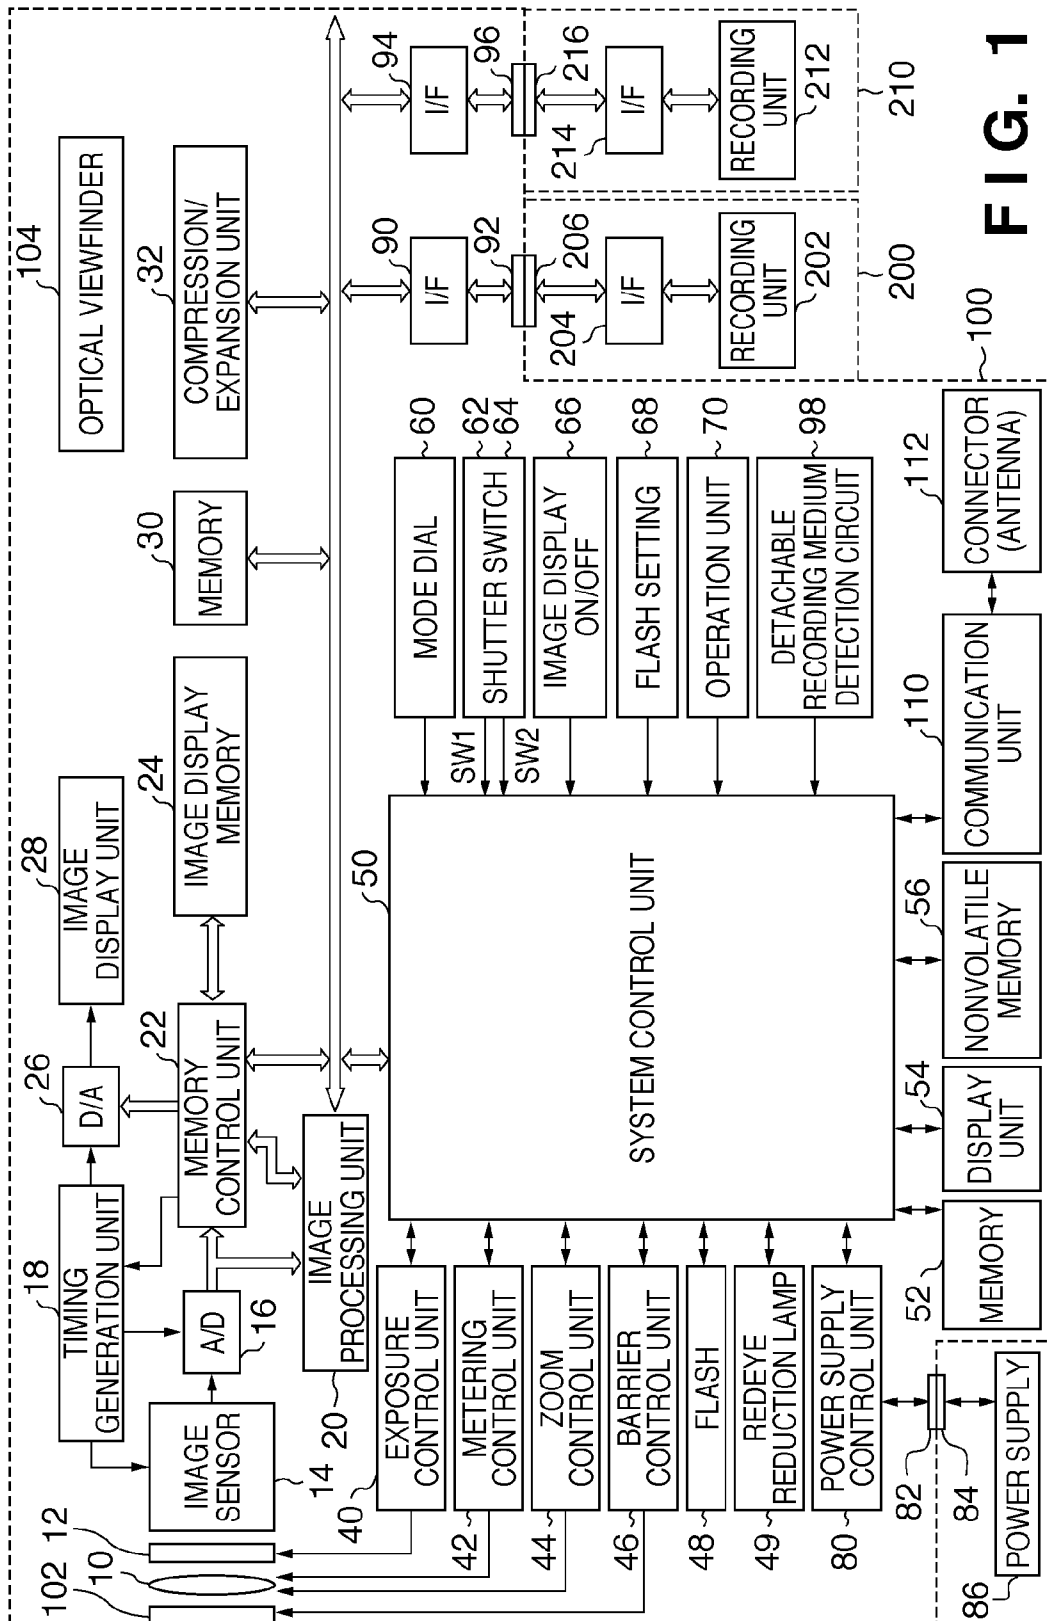 104
OPTICAL VIEWFINDER
32
COMPRESSION/
EXPANSION UNIT
30
MEMORY
24
IMAGE DISPLAY
MEMORY
28
IMAGE
DISPLAY UNIT
26
D/A
22
MEMORY
CONTROL UNIT
18
TIMING
GENERATION UNIT
A/D
16
IMAGE
SENSOR
14
12
10
102
IMAGE
PROCESSING UNIT
20
94
I/F
96
216
I/F
214
RECORDING
UNIT
212
210
90
I/F
92
206
I/F
204
RECORDING
UNIT
202
200
FIG. 1
60
MODE DIAL
62
64
SHUTTER SWITCH
SW1
SW2
66
IMAGE DISPLAY
ON/OFF
68
FLASH SETTING
70
OPERATION UNIT
98
DETACHABLE
RECORDING MEDIUM
DETECTION CIRCUIT
50
SYSTEM CONTROL UNIT
EXPOSURE
CONTROL UNIT
40
METERING
CONTROL UNIT
42
ZOOM
CONTROL UNIT
44
BARRIER
CONTROL UNIT
46
FLASH
48
REDEYE
REDUCTION LAMP
49
POWER SUPPLY
CONTROL UNIT
80
82
84
POWER SUPPLY
86
52
MEMORY
54
DISPLAY
UNIT
56
NONVOLATILE
MEMORY
110
COMMUNICATION
UNIT
112
CONNECTOR
(ANTENNA)
100